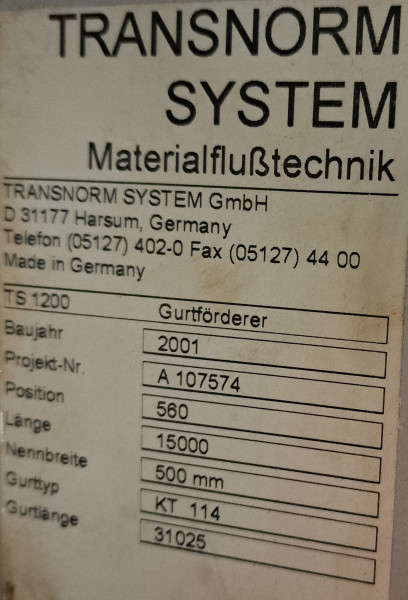 TRANSNORM
SYSTEM
Materialflußtechnik
TRANSNORM SYSTEM GmbH
D 31177 Harsum, Germany
Telefon (05127) 402-0 Fax (05127) 44 00
Made in Germany
TS 1200 Gurtförderer
Baujahr 2001
Projekt-Nr. A 107574
Position 560
Länge 15000
Nennbreite 500 mm
Gurttyp KT 114
Gurtlänge 31025